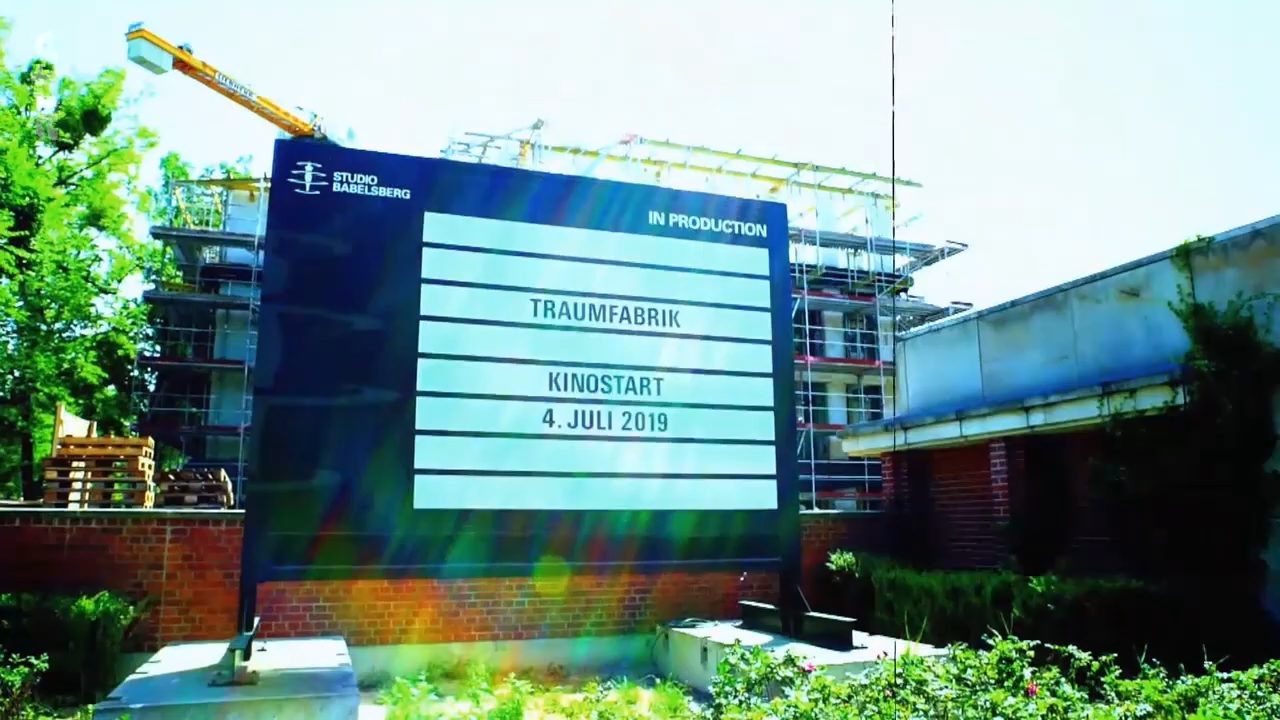 STUDIO
BABELSBERG
IN PRODUCTION
TRAUMFABRIK
KINOSTART
4. JULI 2019